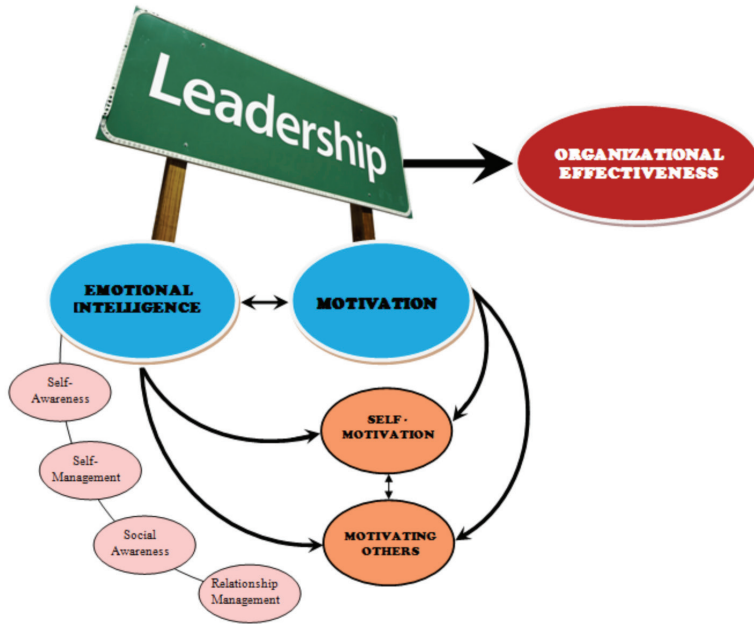 Leadership
ORGANIZATIONAL
EFFECTIVENESS
EMOTIONAL
INTELLIGENCE
MOTIVATION
Self-
Awareness
SELF -
MOTIVATION
Self-
Management
Social
Awareness
MOTIVATING
OTHERS
Relationship
Management